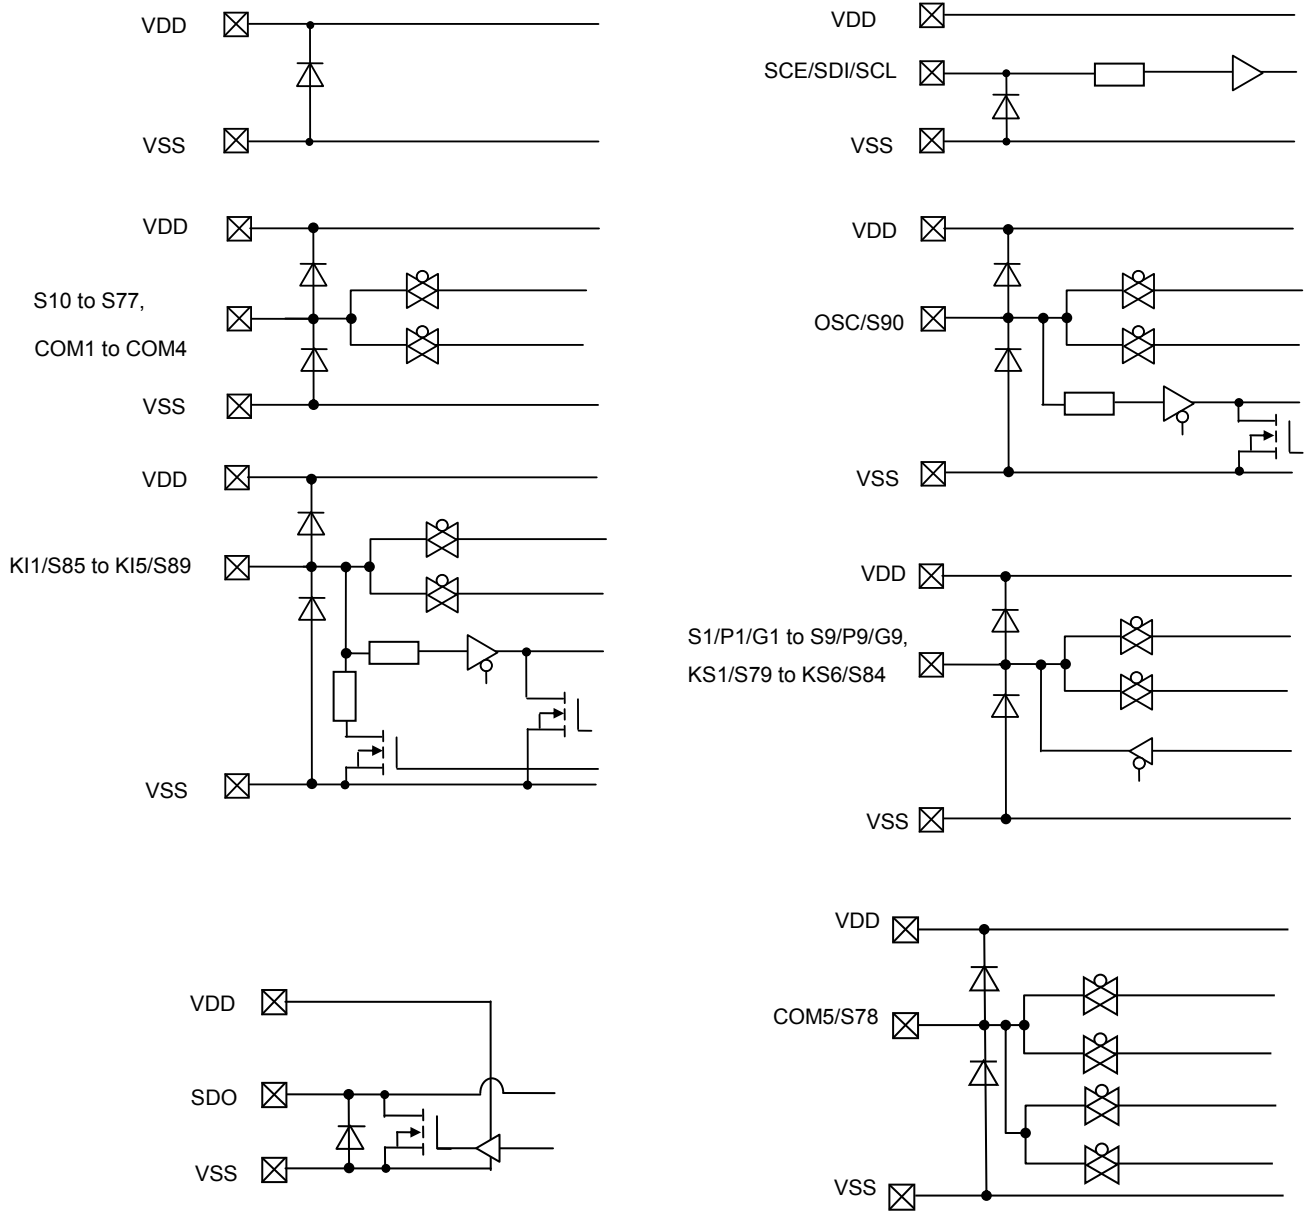 VDD
VSS
VDD
SCE/SDI/SCL
VSS
VDD
S10 to S77,
COM1 to COM4
VSS
VDD
OSC/S90
VSS
VDD
KI1/S85 to KI5/S89
VSS
VDD
S1/P1/G1 to S9/P9/G9,
KS1/S79 to KS6/S84
VSS
VDD
SDO
VSS
VDD
COM5/S78
VSS